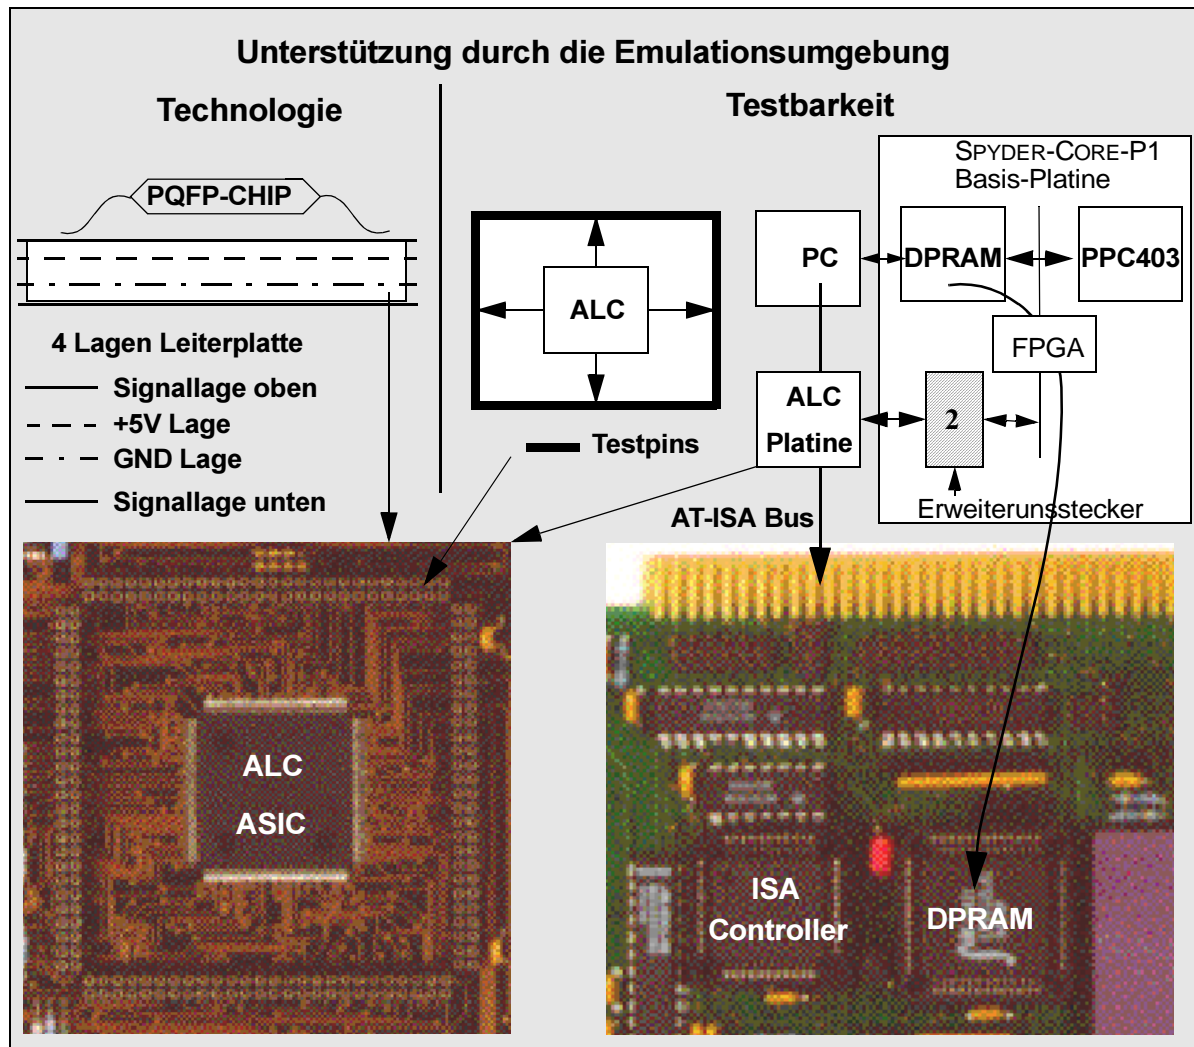 Unterstützung durch die Emulationsumgebung
Technologie
Testbarkeit
PQFP-CHIP
4 Lagen Leiterplatte
Signallage oben
+5V Lage
GND Lage
Signallage unten
ALC
Testpins
SPYDER-CORE-P1
Basis-Platine
PC
DPRAM
PPC403
FPGA
ALC
Platine
2
Erweiterunsstecker
AT-ISA Bus
ALC
ASIC
ISA
Controller
DPRAM